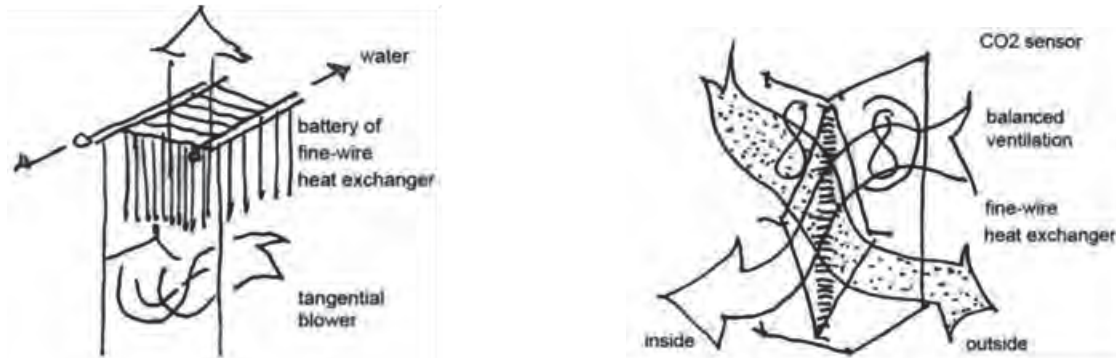 water
battery of
fine-wire
heat exchanger
tangential
blower
CO2 sensor
balanced
ventilation
fine-wire
heat exchanger
inside
outside